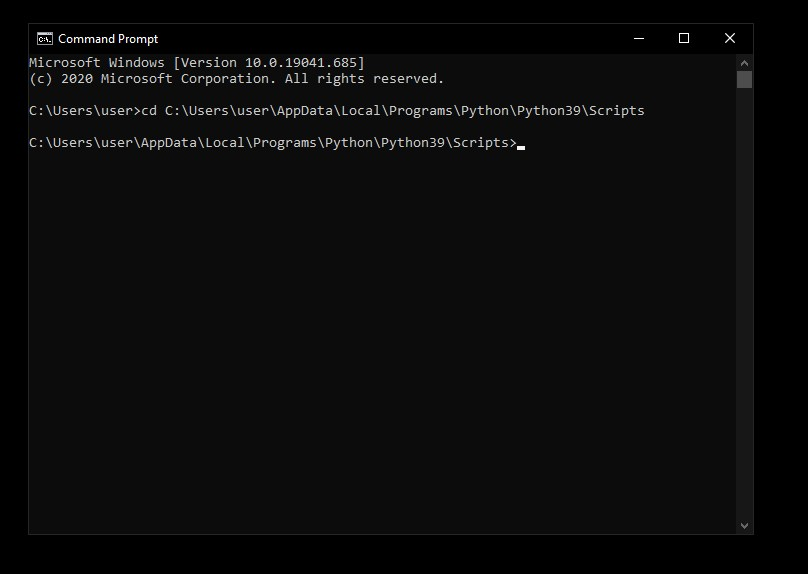 Command Prompt
Microsoft Windows [Version 10.0.19041.685]
(c) 2020 Microsoft Corporation. All rights reserved.
C:\Users\user>cd C:\Users\user\AppData\Local\Programs\Python\Python39\Scripts
C:\Users\user\AppData\Local\Programs\Python\Python39\Scripts>